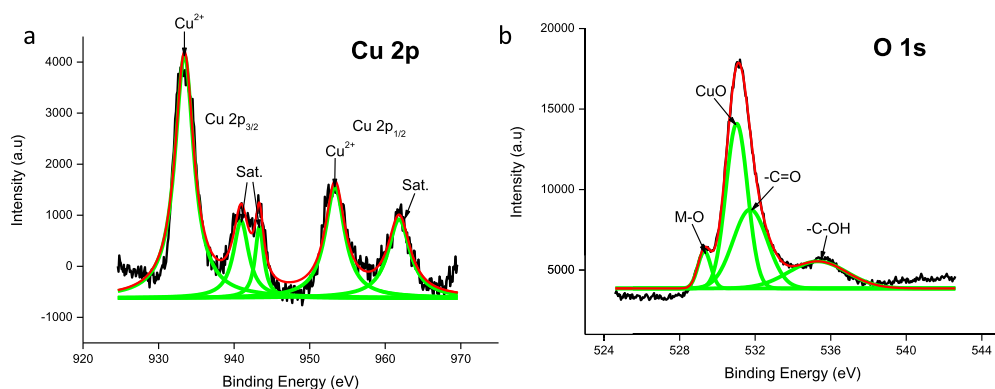 a
Cu²⁺
Cu 2p
Cu 2p₃/₂
Cu 2p₁/₂
Cu²⁺
Sat.
Sat.
4000
3000
2000
1000
0
-1000
Intensity (a.u)
920
930
940
950
960
970
Binding Energy (eV)
b
O 1s
CuO
-C=O
M-O
-C-OH
20000
15000
10000
5000
Intensity (a.u)
524
528
532
536
540
544
Binding Energy (eV)